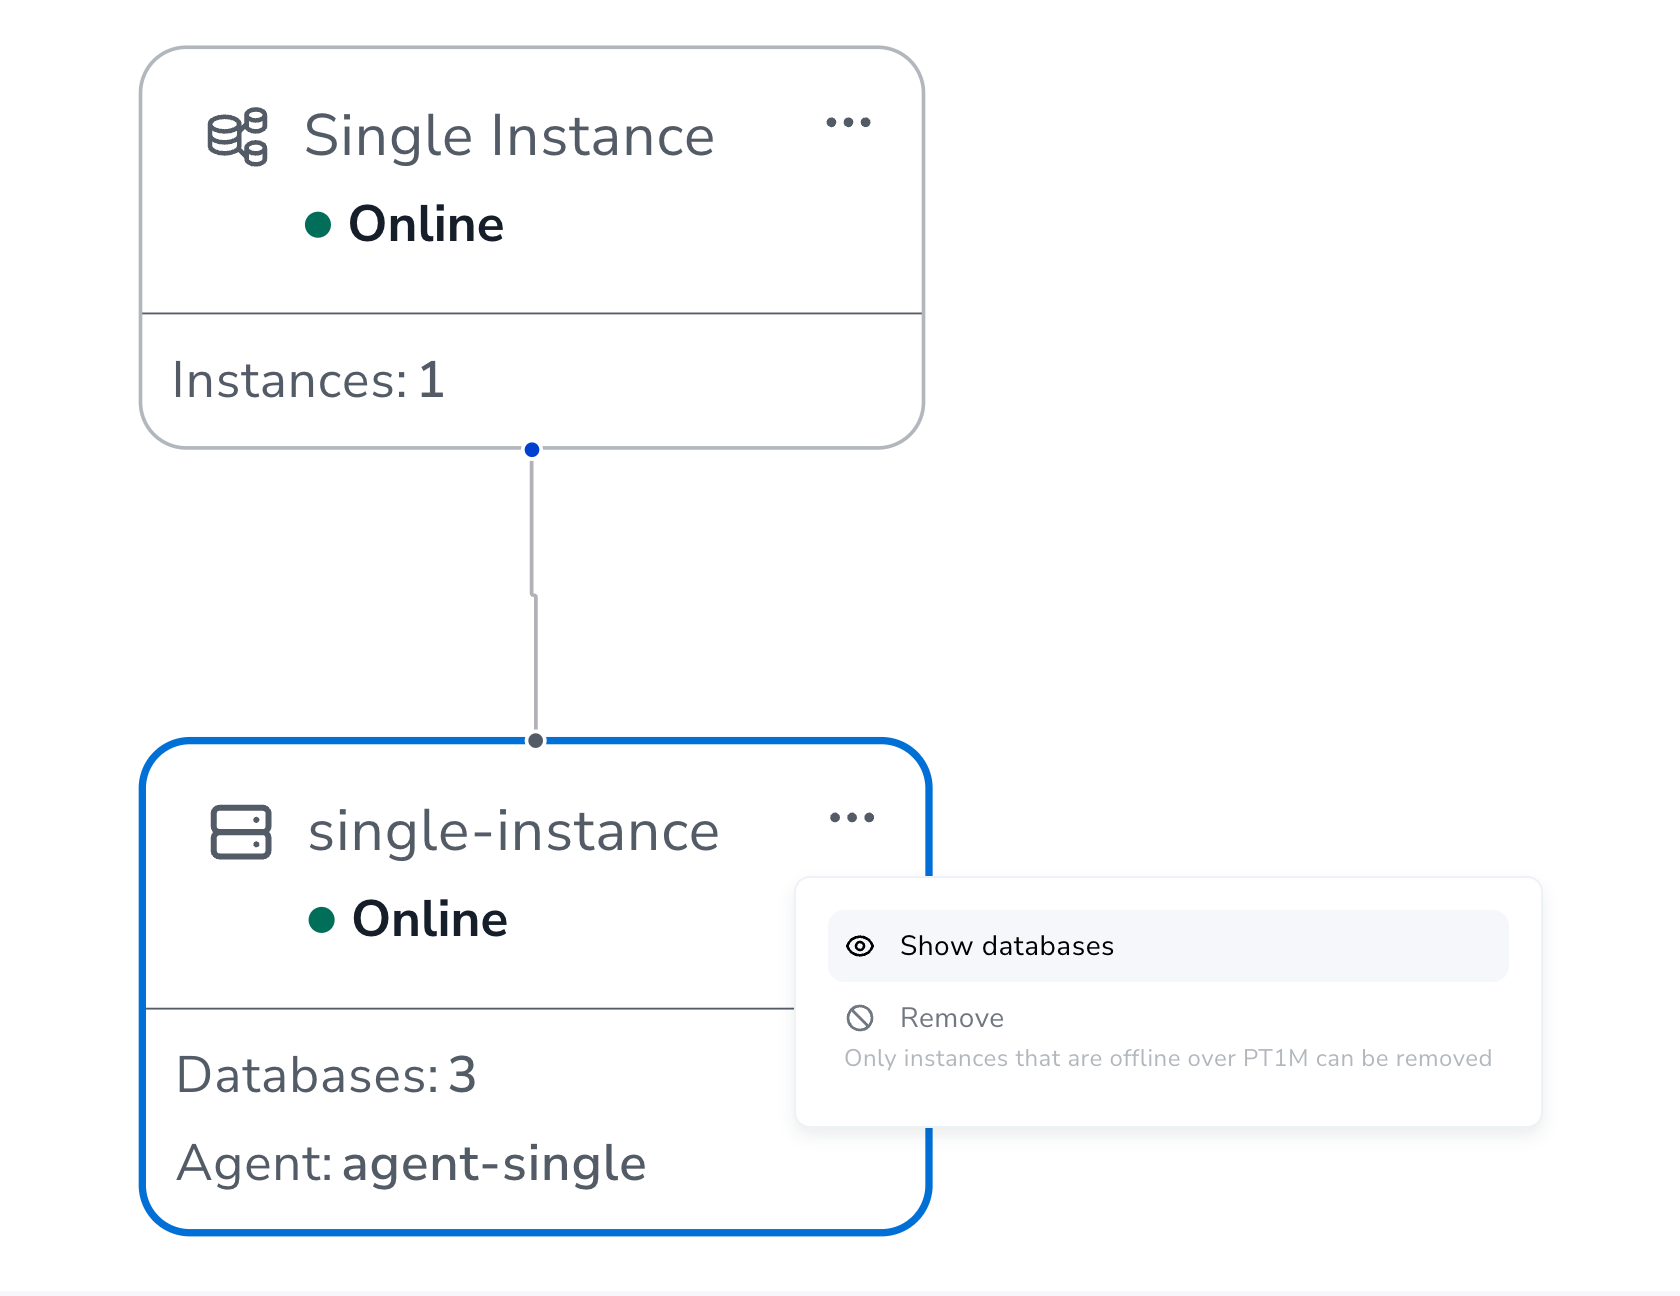 Single Instance
Online
Instances: 1
single-instance
Online
Show databases
Remove
Only instances that are offline over PT1M can be removed
Databases: 3
Agent: agent-single